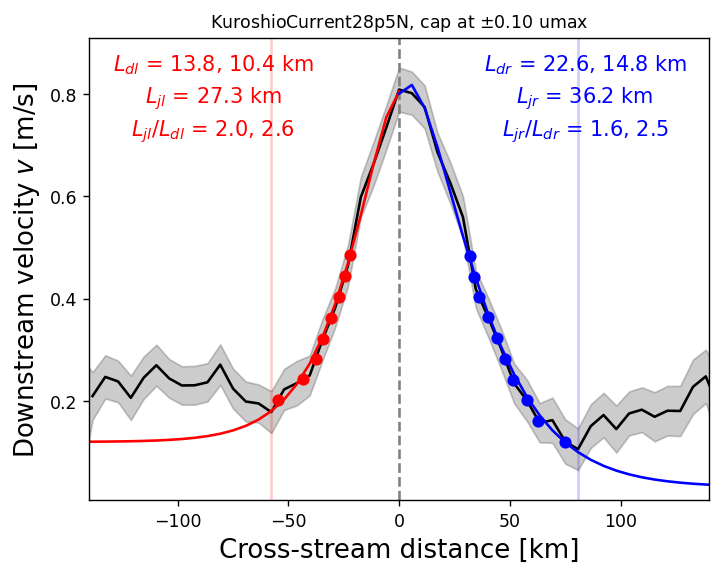 KuroshioCurrent28p5N, cap at ±0.10 umax
L_dl = 13.8, 10.4 km
L_jl = 27.3 km
L_jl/L_dl = 2.0, 2.6
L_dr = 22.6, 14.8 km
L_jr = 36.2 km
L_jr/L_dr = 1.6, 2.5
Downstream velocity v [m/s]
0.8
0.6
0.4
0.2
−100
−50
0
50
100
Cross-stream distance [km]